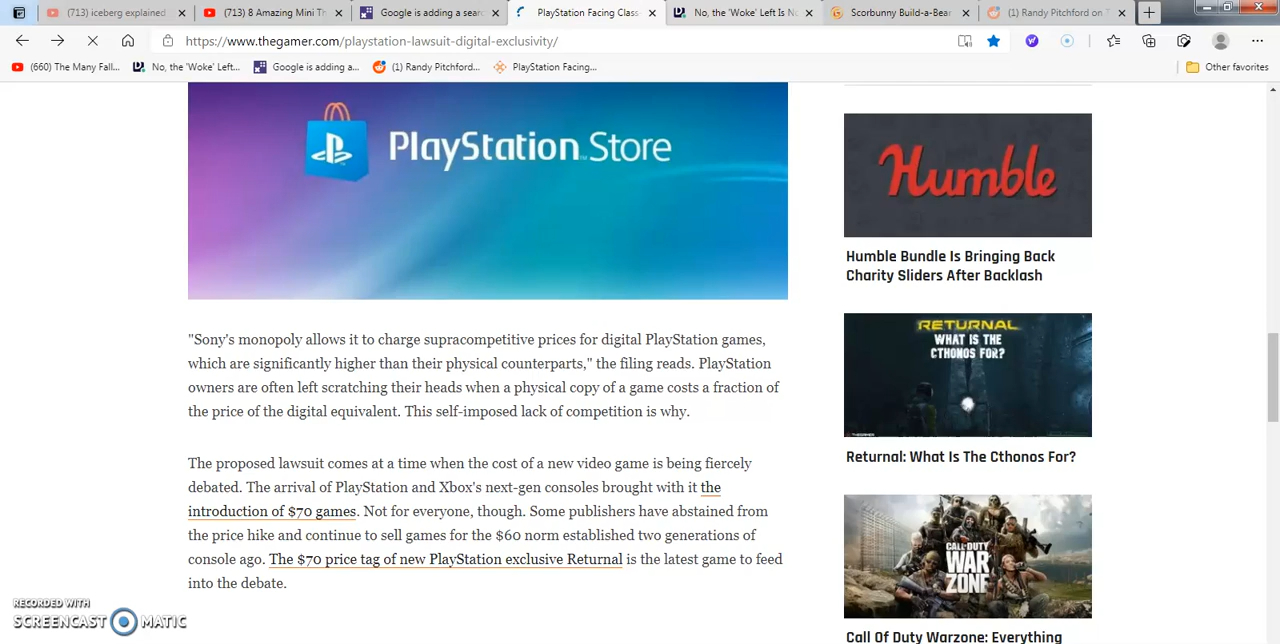 (713) iceberg explained
(713) 8 Amazing Mini Th
Google is adding a sear
PlayStation Facing Class
No, the 'Woke' Left Is N
Scorbunny Build-a-Bear
(1) Randy Pitchford on T
https://www.thegamer.com/playstation-lawsuit-digital-exclusivity/
(660) The Many Fall...
No, the 'Woke' Left...
Google is adding a...
(1) Randy Pitchford...
PlayStation Facing...
Other favorites
PlayStation™Store
"Sony's monopoly allows it to charge supracompetitive prices for digital PlayStation games,
which are significantly higher than their physical counterparts," the filing reads. PlayStation
owners are often left scratching their heads when a physical copy of a game costs a fraction of
the price of the digital equivalent. This self-imposed lack of competition is why.
The proposed lawsuit comes at a time when the cost of a new video game is being fiercely
debated. The arrival of PlayStation and Xbox's next-gen consoles brought with it the
introduction of $70 games. Not for everyone, though. Some publishers have abstained from
the price hike and continue to sell games for the $60 norm established two generations of
console ago. The $70 price tag of new PlayStation exclusive Returnal is the latest game to feed
into the debate.
Humble
Humble Bundle Is Bringing Back
Charity Sliders After Backlash
RETURNAL
WHAT IS THE
CTHONOS FOR?
Returnal: What Is The Cthonos For?
CALL OF DUTY
WAR
ZONE
Call Of Duty Warzone: Everything
RECORDED WITH
SCREENCAST MATIC